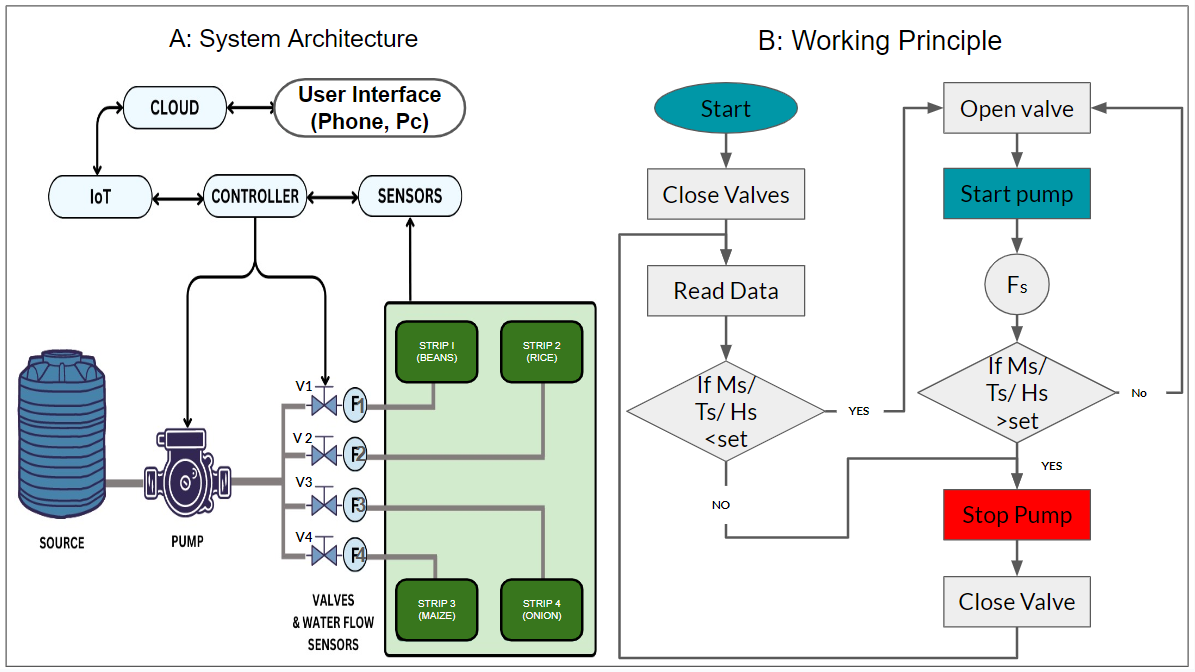 A: System Architecture
CLOUD
User Interface
(Phone, Pc)
IoT
CONTROLLER
SENSORS
STRIP 1
(BEANS)
STRIP 2
(RICE)
V1
F1
V 2
F2
V3
F3
V4
F4
SOURCE
PUMP
VALVES
& WATER FLOW
SENSORS
STRIP 3
(MAIZE)
STRIP 4
(ONION)
B: Working Principle
Start
Close Valves
Read Data
If Ms/
Ts/ Hs
<set
YES
NO
Open valve
Start pump
Fs
If Ms/
Ts/ Hs
>set
No
YES
Stop Pump
Close Valve